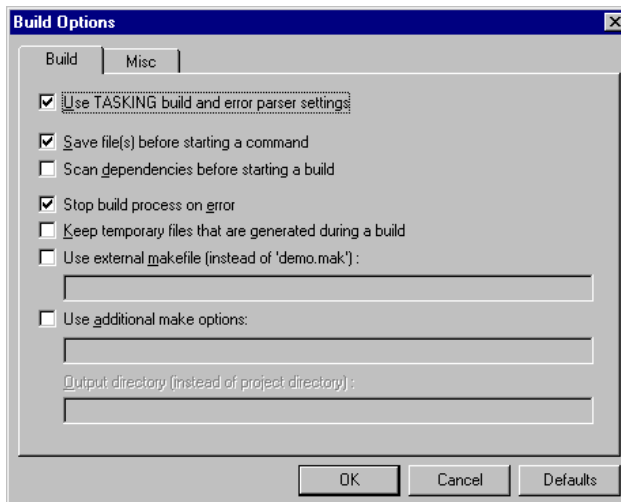 Build Options
Build
Misc
Use TASKING build and error parser settings
Save file(s) before starting a command
Scan dependencies before starting a build
Stop build process on error
Keep temporary files that are generated during a build
Use external makefile (instead of 'demo.mak') :
Use additional make options:
Output directory (instead of project directory) :
OK
Cancel
Defaults